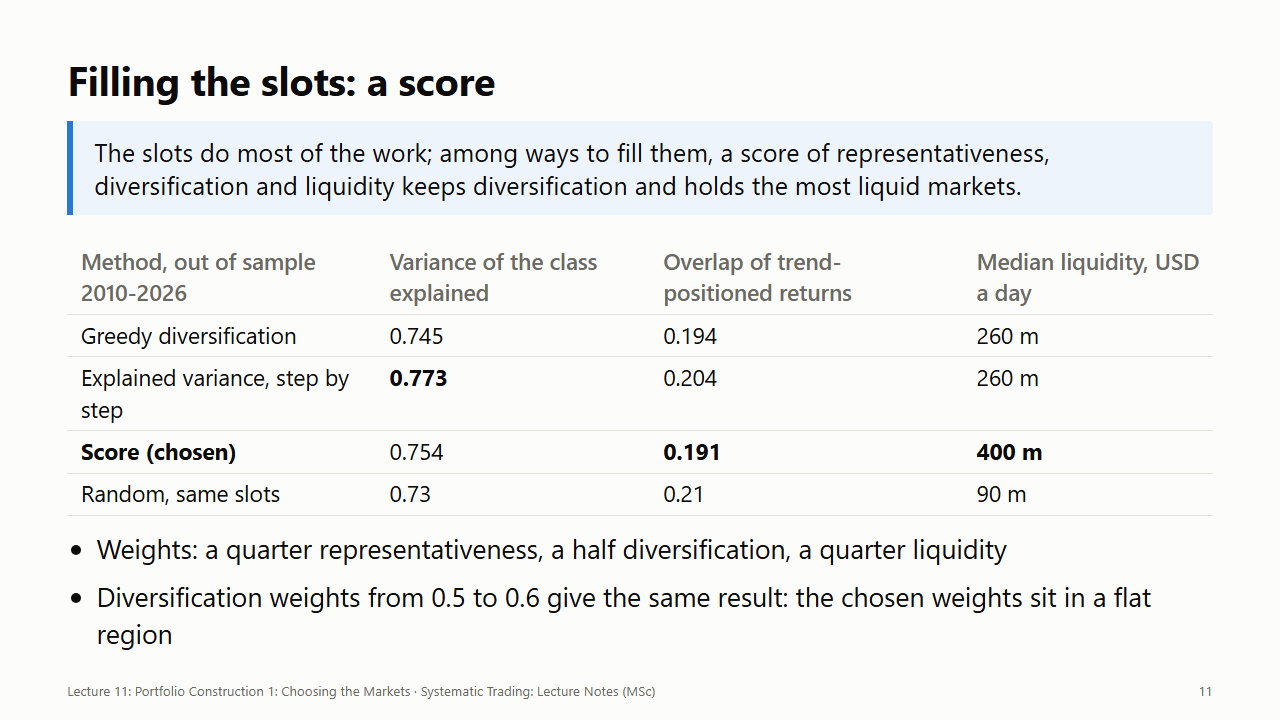 Filling the slots: a score
The slots do most of the work; among ways to fill them, a score of representativeness,
diversification and liquidity keeps diversification and holds the most liquid markets.
Method, out of sample 2010-2026 Variance of the class explained Overlap of trend-positioned returns Median liquidity, USD a day
Greedy diversification 0.745 0.194 260 m
Explained variance, step by step 0.773 0.204 260 m
Score (chosen) 0.754 0.191 400 m
Random, same slots 0.73 0.21 90 m
• Weights: a quarter representativeness, a half diversification, a quarter liquidity
• Diversification weights from 0.5 to 0.6 give the same result: the chosen weights sit in a flat
region
Lecture 11: Portfolio Construction 1: Choosing the Markets · Systematic Trading: Lecture Notes (MSc) 11